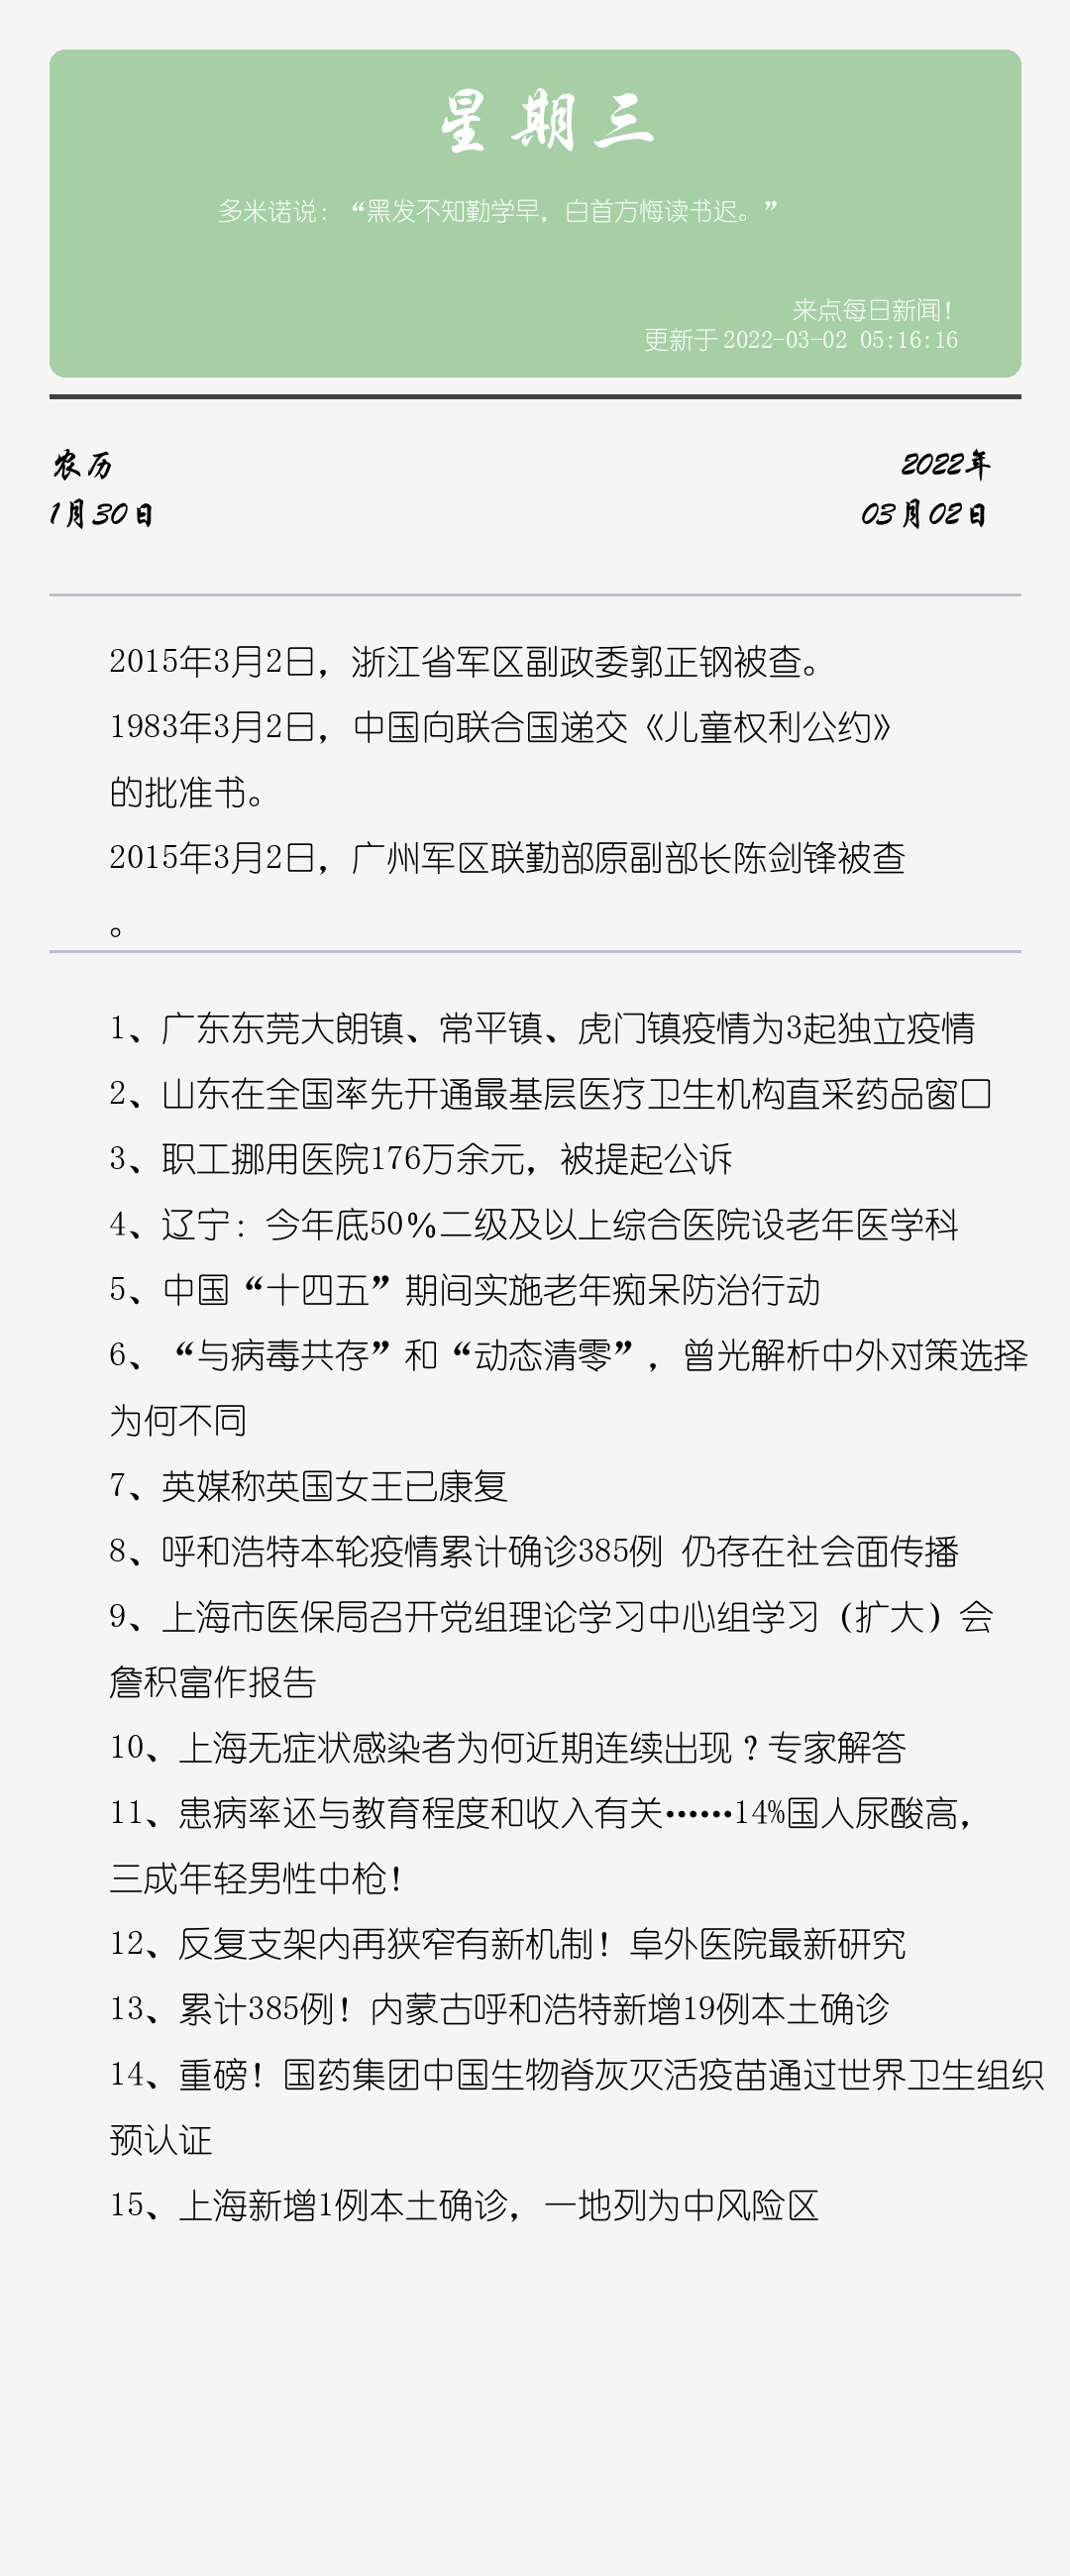 星期三
多米诺说：“黑发不知勤学早，白首方悔读书迟。”
来点每日新闻！
更新于 2022-03-02 05:16:16
农历
2022年
1月30日
03月02日
2015年3月2日，浙江省军区副政委郭正钢被查。
1983年3月2日，中国向联合国递交《儿童权利公约》
的批准书。
2015年3月2日，广州军区联勤部原副部长陈剑锋被查
。
1、广东东莞大朗镇、常平镇、虎门镇疫情为3起独立疫情
2、山东在全国率先开通最基层医疗卫生机构直采药品窗口
3、职工挪用医院176万余元，被提起公诉
4、辽宁：今年底50％二级及以上综合医院设老年医学科
5、中国“十四五”期间实施老年痴呆防治行动
6、“与病毒共存”和“动态清零”，曾光解析中外对策选择
为何不同
7、英媒称英国女王已康复
8、呼和浩特本轮疫情累计确诊385例 仍存在社会面传播
9、上海市医保局召开党组理论学习中心组学习（扩大）会
詹积富作报告
10、上海无症状感染者为何近期连续出现？专家解答
11、患病率还与教育程度和收入有关……14%国人尿酸高，
三成年轻男性中枪！
12、反复支架内再狭窄有新机制！阜外医院最新研究
13、累计385例！内蒙古呼和浩特新增19例本土确诊
14、重磅！国药集团中国生物脊灰灭活疫苗通过世界卫生组织
预认证
15、上海新增1例本土确诊，一地列为中风险区